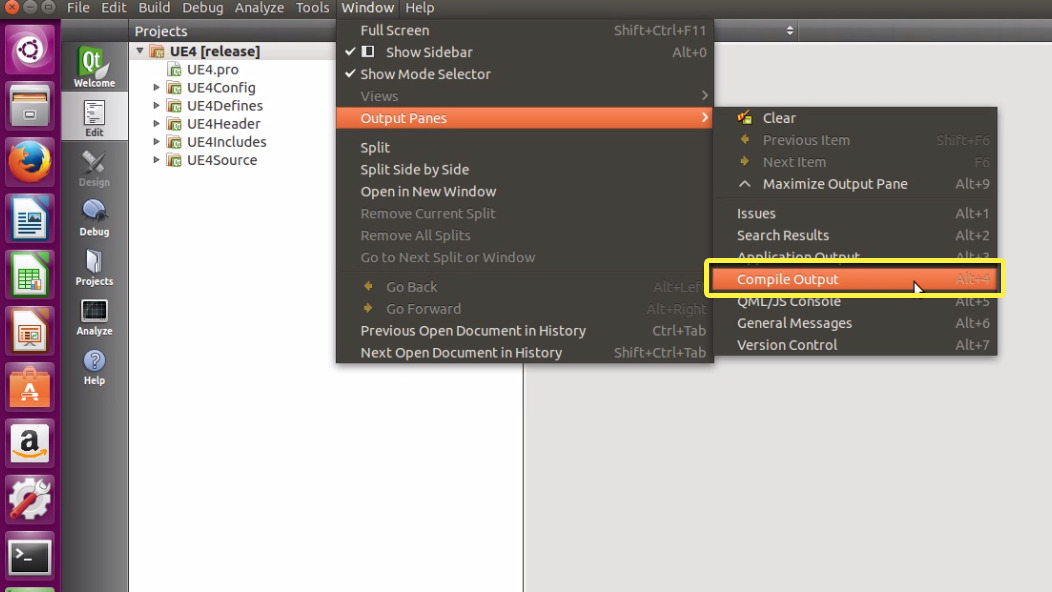 File Edit Build Debug Analyze Tools Window Help
Projects
UE4 [release]
UE4.pro
UE4Config
UE4Defines
UE4Header
UE4Includes
UE4Source
Qt
Welcome
Edit
Design
Debug
Projects
Analyze
Help
Full Screen Shift+Ctrl+F11
Show Sidebar Alt+0
Show Mode Selector
Views
Output Panes
Split
Split Side by Side
Open in New Window
Remove Current Split
Remove All Splits
Go to Next Split or Window
Go Back Alt+Left
Go Forward Alt+Right
Previous Open Document in History Ctrl+Tab
Next Open Document in History Shift+Ctrl+Tab
Clear
Previous Item Shift+F6
Next Item F6
Maximize Output Pane Alt+9
Issues Alt+1
Search Results Alt+2
Application Output Alt+3
Compile Output Alt+4
QML/JS Console Alt+5
General Messages Alt+6
Version Control Alt+7